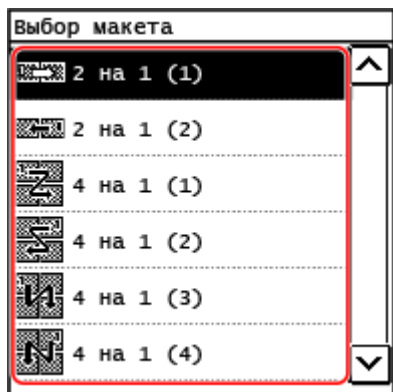 Выбор макета
2 на 1 (1)
2 на 1 (2)
4 на 1 (1)
4 на 1 (2)
4 на 1 (3)
4 на 1 (4)